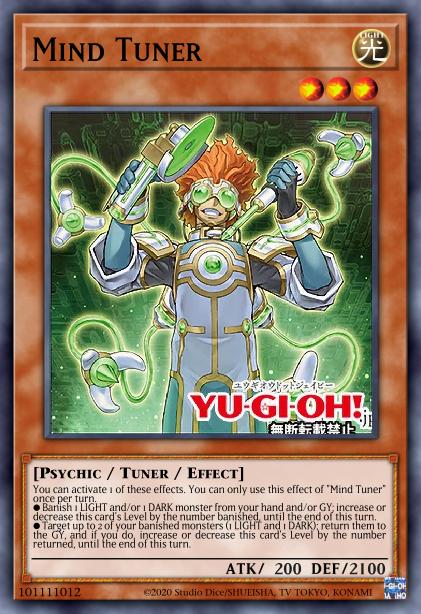 MIND TUNER
LIGHT
光
ユウギオウドットジェイピー
YU-GI-OH!
無断転載禁止
[PSYCHIC / TUNER / EFFECT]
You can activate 1 of these effects. You can only use this effect of "Mind Tuner"
once per turn.
●Banish 1 LIGHT and/or 1 DARK monster from your hand and/or GY; increase or
decrease this card's Level by the number banished, until the end of this turn.
●Target up to 2 of your banished monsters (1 LIGHT and 1 DARK); return them to
the GY, and if you do, increase or decrease this card's Level by the number
returned, until the end of this turn.
ATK/ 200 DEF/2100
101111012
©2020 Studio Dice/SHUEISHA, TV TOKYO, KONAMI